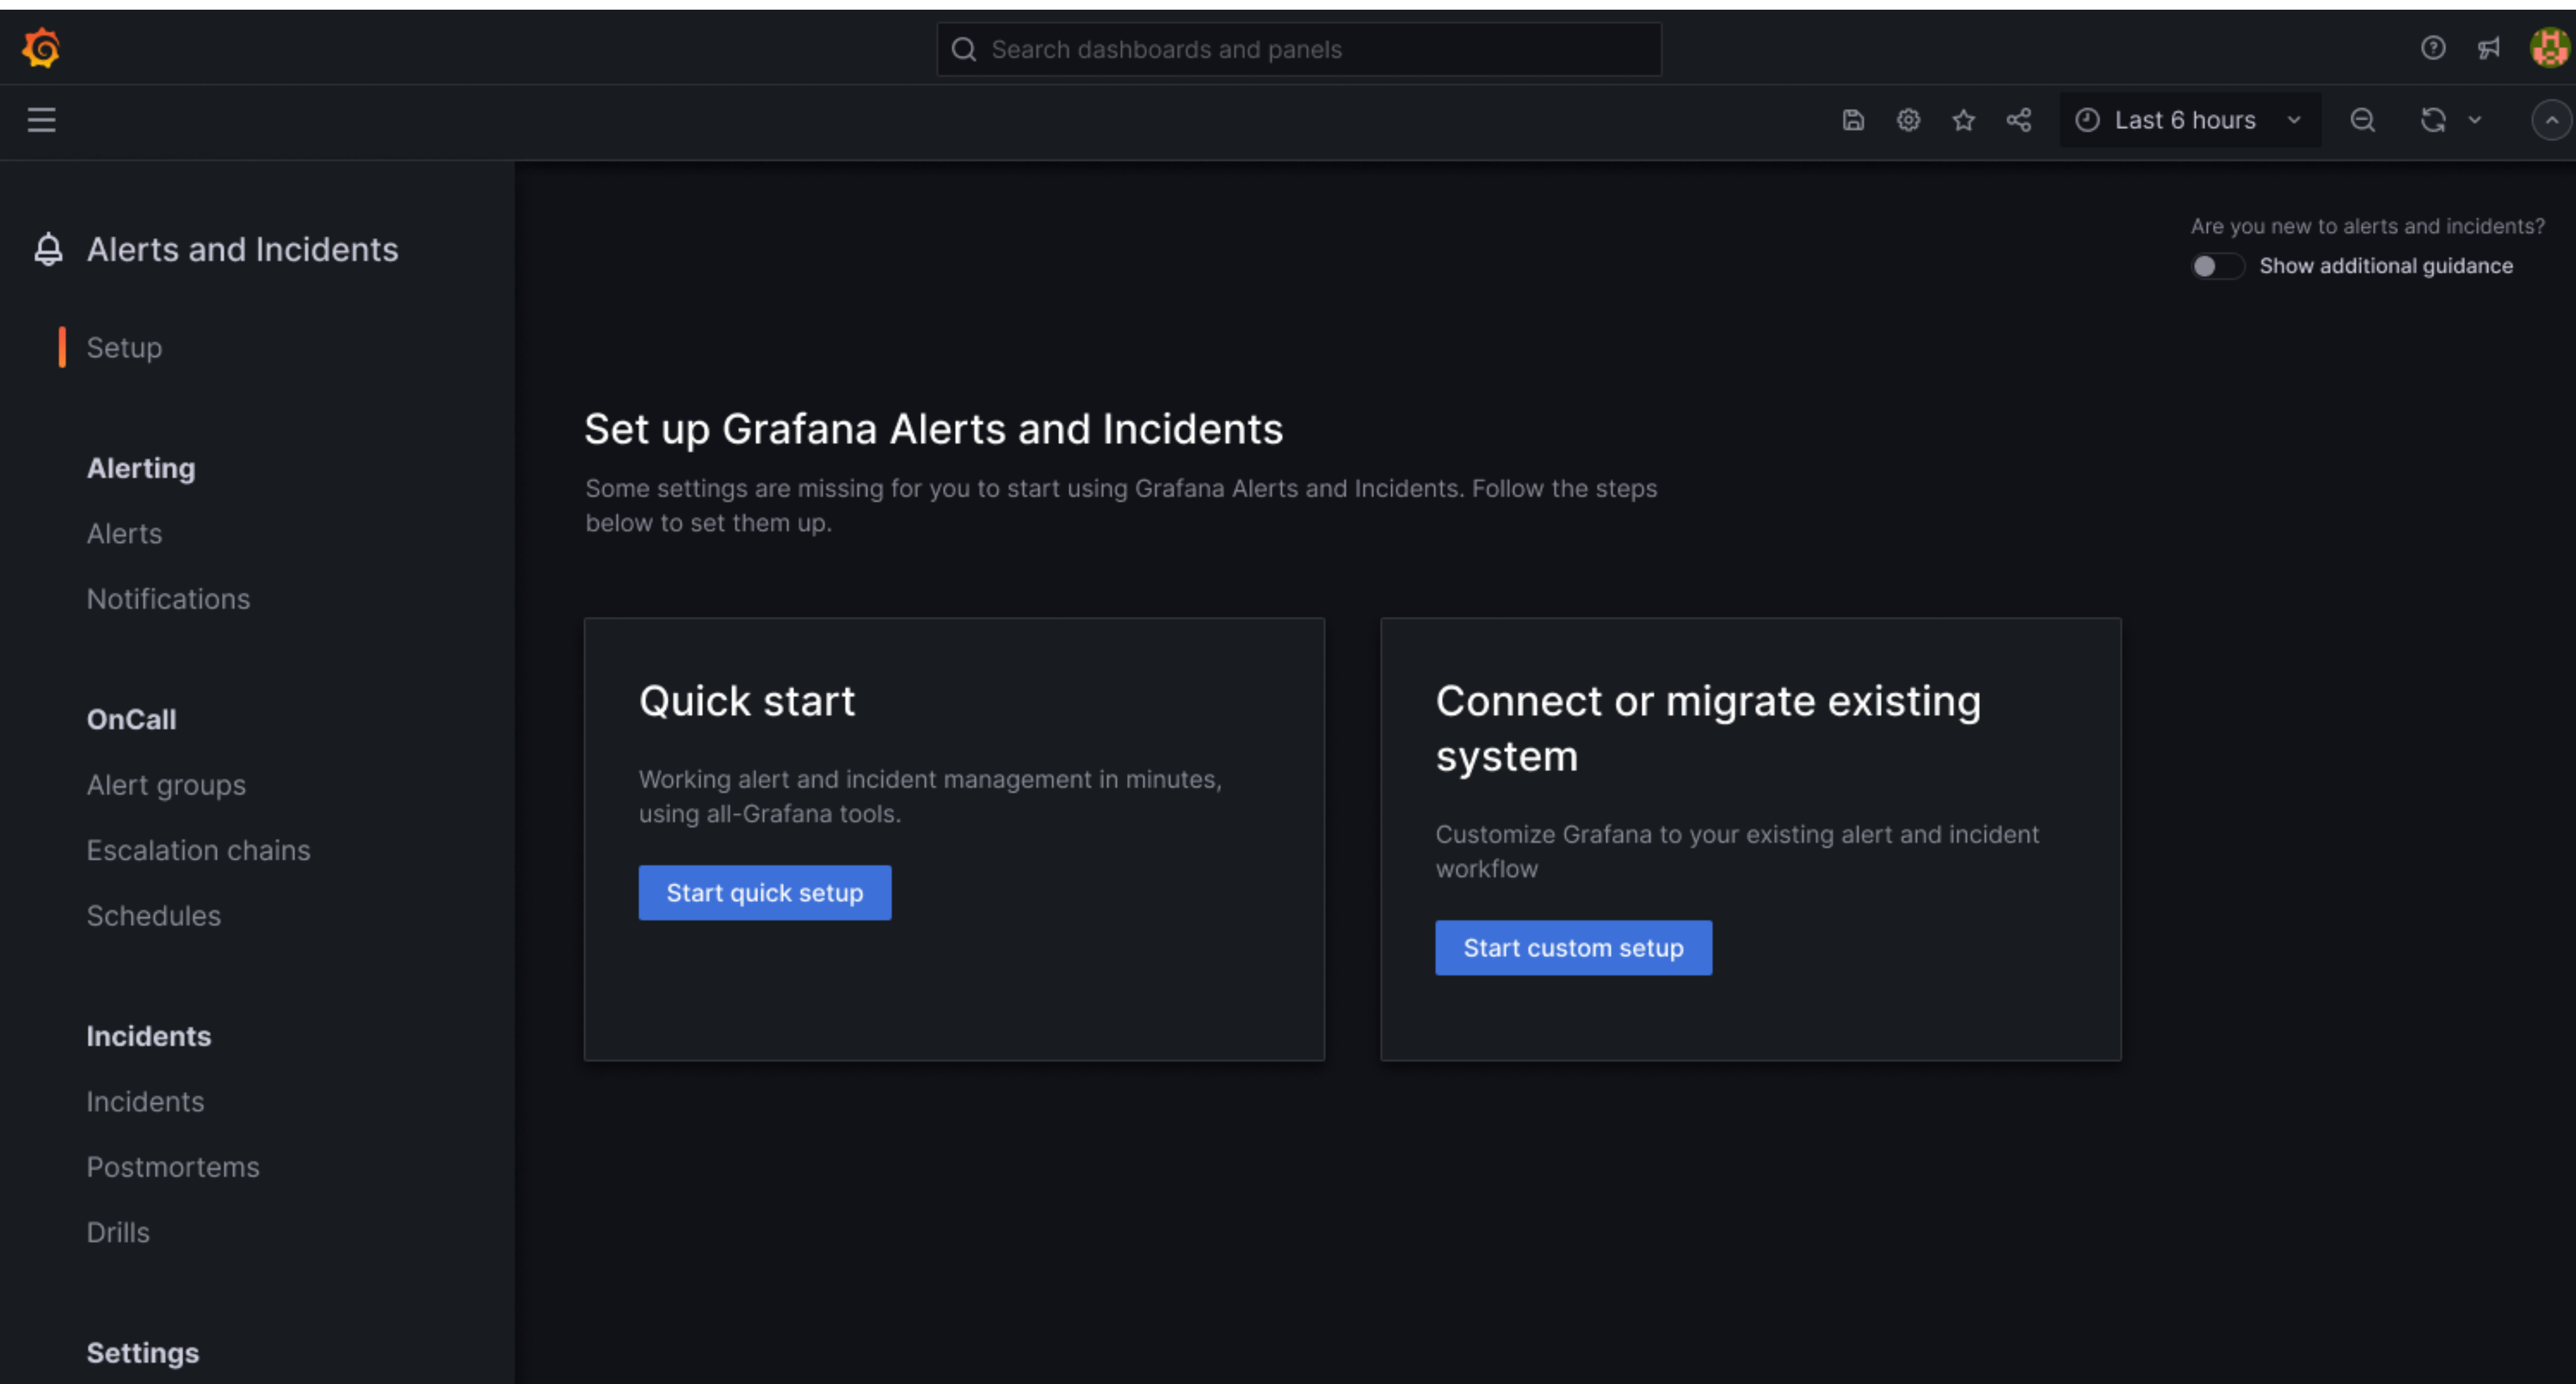 Search dashboards and panels
Last 6 hours
Alerts and Incidents
Setup
Alerting
Alerts
Notifications
OnCall
Alert groups
Escalation chains
Schedules
Incidents
Incidents
Postmortems
Drills
Settings
Are you new to alerts and incidents?
Show additional guidance
Set up Grafana Alerts and Incidents
Some settings are missing for you to start using Grafana Alerts and Incidents. Follow the steps
below to set them up.
Quick start
Working alert and incident management in minutes,
using all-Grafana tools.
Start quick setup
Connect or migrate existing
system
Customize Grafana to your existing alert and incident
workflow
Start custom setup